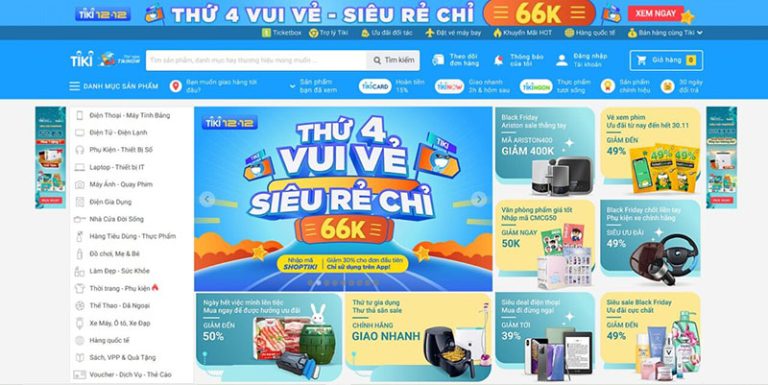 TIKI 12·12
THỨ 4 VUI VẺ - SIÊU RẺ CHỈ 66K
XEM NGAY
Ticketbox
Trợ lý Tiki
Ưu đãi đối tác
Đặt vé máy bay
Khuyến Mãi HOT
Hàng quốc tế
Bán hàng cùng Tiki
TIKI
Tìm sản phẩm, danh mục hay thương hiệu mong muốn ...
Tìm kiếm
Theo dõi
đơn hàng
Thông báo
của tôi
Đăng nhập
Tài khoản
Giỏ hàng
0
DANH MỤC SẢN PHẨM
Bạn muốn giao hàng tới
đâu?
Sản phẩm
bạn đã xem
TIKICARD
Hoàn tiền
15%
TIKINOW
Giao nhanh
2h & hôm sau
TIKINGON
Thực phẩm
tươi sống
Sản phẩm
chính hãng
30 ngày
đổi trả
Điện Thoại - Máy Tính Bảng
Điện Tử - Điện Lạnh
Phụ Kiện - Thiết Bị Số
Laptop - Thiết bị IT
Máy Ảnh - Quay Phim
Điện Gia Dụng
Nhà Cửa Đời Sống
Hàng Tiêu Dùng - Thực Phẩm
Đồ chơi, Mẹ & Bé
Làm Đẹp - Sức Khỏe
Thời trang - Phụ kiện
Thể Thao - Dã Ngoại
Xe Máy, Ô tô, Xe Đạp
Hàng quốc tế
Sách, VPP & Quà Tặng
Voucher - Dịch Vụ - Thẻ Cào
TIKI 12·12
THỨ 4
VUI VẺ
SIÊU RẺ CHỈ
66K
TIKI
Nhập mã
SHOPTIKI
Giảm 30% cho đơn đầu tiên
Chỉ sử dụng trên App!
Black Friday
Ariston sale thẳng tay
MÃ ARISTON400
GIẢM 400K
Vé xem phim
Ưu đãi từ nay đến hết 30.11
GIẢM ĐẾN
49%
49%
49%
Văn phòng phẩm giá tốt
Nhập mã CMCG50
GIẢM NGAY
50K
Black Friday chốt liền tay
Phụ kiện xe chính hãng
SIÊU ƯU ĐÃI
49%
Ngày hết việc mình lên tiệc
Mua ngay để được hưởng ưu đãi
GIẢM ĐẾN
50%
Thứ tư gia dụng
Thư thả săn sale
CHÍNH HÃNG
GIAO NHANH
Siêu deal điện thoại
Mua đi đừng ngại
GIẢM TỚI
39%
Siêu sale Black Friday
Ưu đãi cực chất
GIẢM ĐẾN
49%